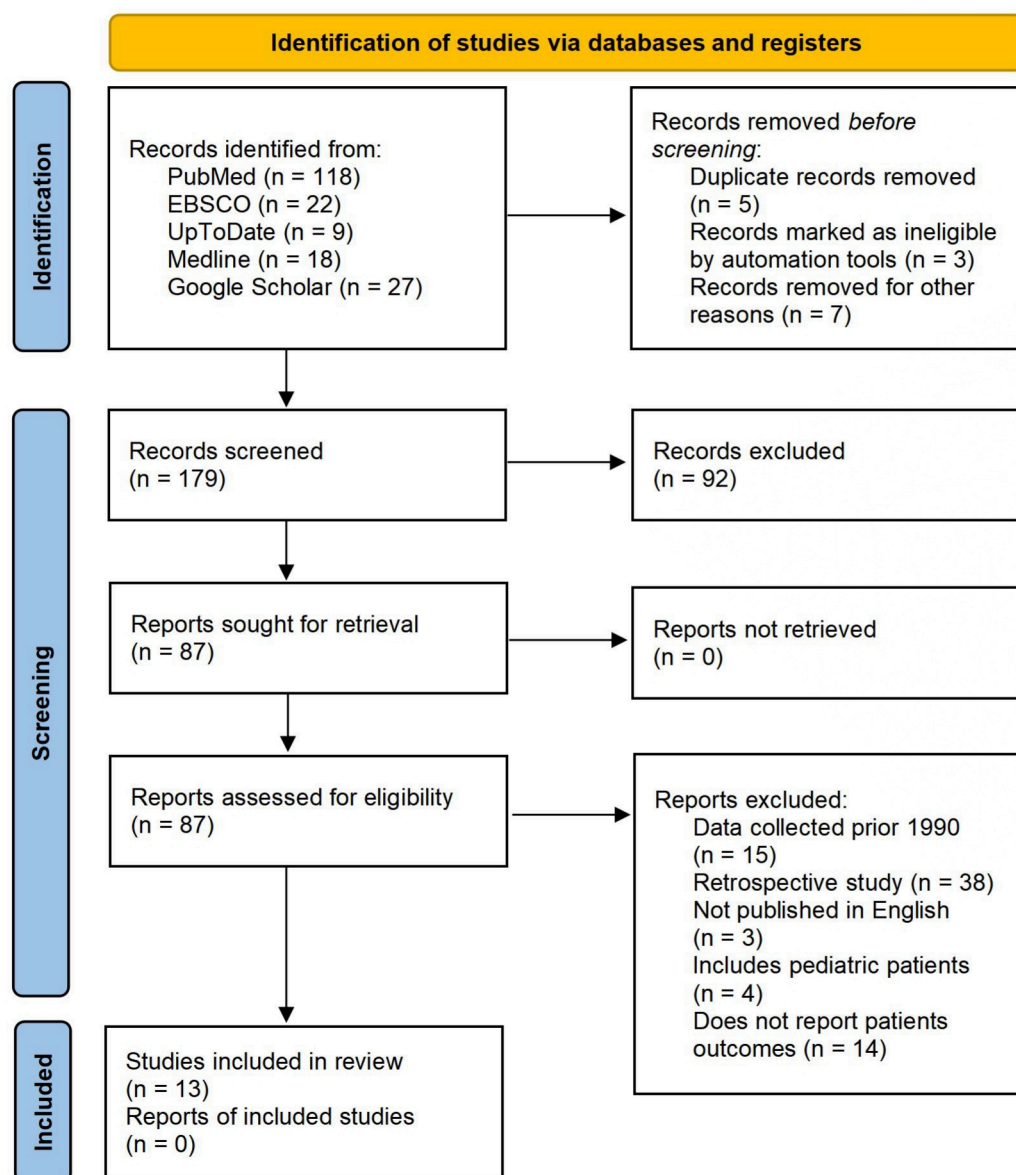 Identification of studies via databases and registers
Identification
Records identified from:
PubMed (n = 118)
EBSCO (n = 22)
UpToDate (n = 9)
Medline (n = 18)
Google Scholar (n = 27)
Records removed before
screening:
Duplicate records removed
(n = 5)
Records marked as ineligible
by automation tools (n = 3)
Records removed for other
reasons (n = 7)
Screening
Records screened
(n = 179)
Records excluded
(n = 92)
Reports sought for retrieval
(n = 87)
Reports not retrieved
(n = 0)
Reports assessed for eligibility
(n = 87)
Reports excluded:
Data collected prior 1990
(n = 15)
Retrospective study (n = 38)
Not published in English
(n = 3)
Includes pediatric patients
(n = 4)
Does not report patients
outcomes (n = 14)
Included
Studies included in review
(n = 13)
Reports of included studies
(n = 0)